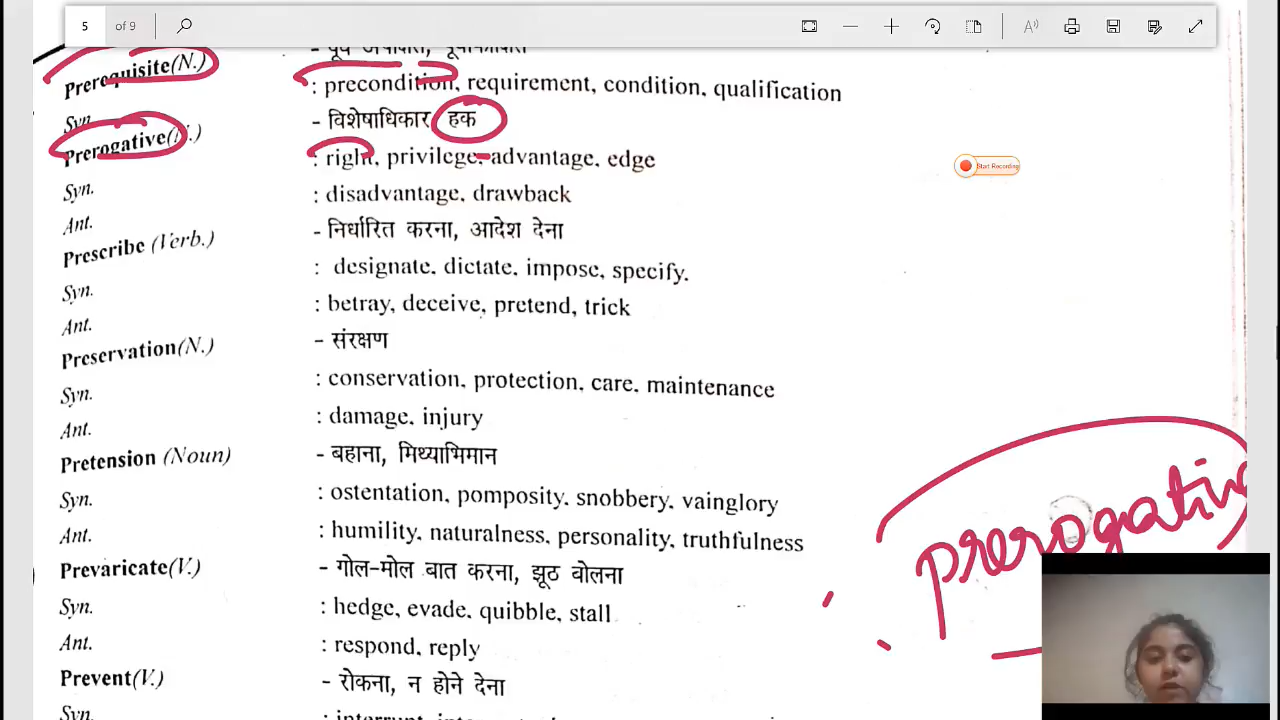 5 of 9
Prerequisite(N.) - पूर्व
Syn. : precondition, requirement, condition, qualification
Prerogative(N.) - विशेषाधिकार हक
Syn. : right, privilege, advantage, edge
Ant. : disadvantage, drawback
Prescribe (Verb.) - निर्धारित करना, आदेश देना
Syn. : designate, dictate, impose, specify.
Ant. : betray, deceive, pretend, trick
Preservation(N.) - संरक्षण
Syn. : conservation, protection, care, maintenance
Ant. : damage, injury
Pretension (Noun) - बहाना, मिथ्याभिमान
Syn. : ostentation, pomposity, snobbery, vainglory
Ant. : humility, naturalness, personality, truthfulness
Prevaricate(V.) - गोल-मोल बात करना, झूठ बोलना
Syn. : hedge, evade, quibble, stall
Ant. : respond, reply
Prevent(V.) - रोकना, न होने देना
Syn.
Start Recording
prerogativ